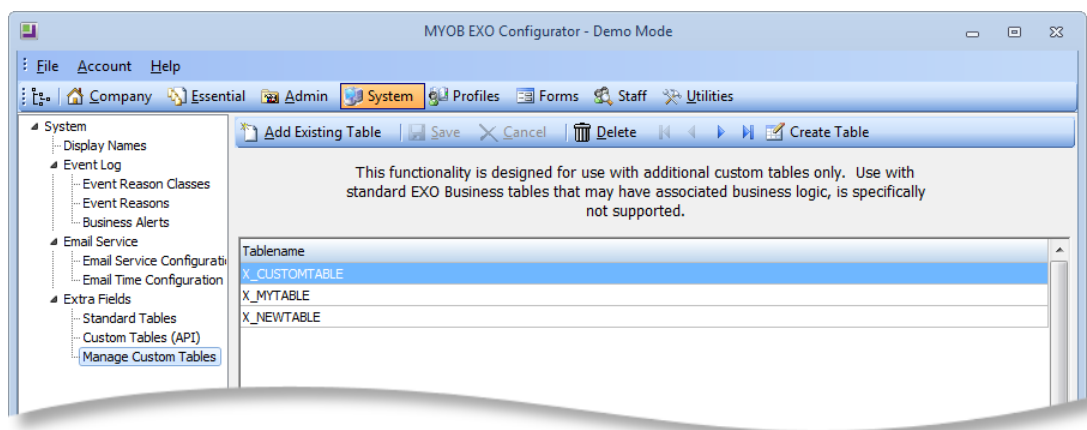 MYOB EXO Configurator - Demo Mode
File Account Help
Company Essential Admin System Profiles Forms Staff Utilities
System
Display Names
Event Log
Event Reason Classes
Event Reasons
Business Alerts
Email Service
Email Service Configurati
Email Time Configuration
Extra Fields
Standard Tables
Custom Tables (API)
Manage Custom Tables
Add Existing Table Save Cancel Delete Create Table
This functionality is designed for use with additional custom tables only. Use with
standard EXO Business tables that may have associated business logic, is specifically
not supported.
Tablename
X_CUSTOMTABLE
X_MYTABLE
X_NEWTABLE